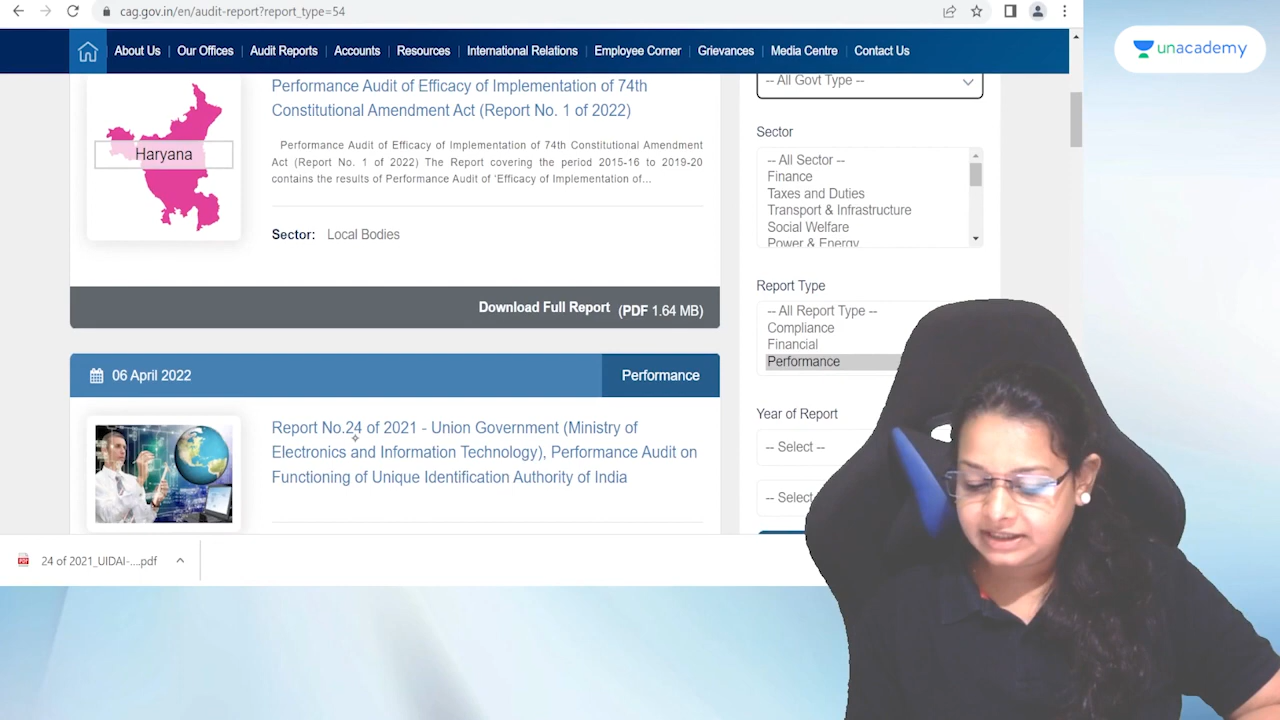 cag.gov.in/en/audit-report?report_type=54
About Us | Our Offices | Audit Reports | Accounts | Resources | International Relations | Employee Corner | Grievances | Media Centre | Contact Us
unacademy
Performance Audit of Efficacy of Implementation of 74th
Constitutional Amendment Act (Report No. 1 of 2022)
Haryana
Performance Audit of Efficacy of Implementation of 74th Constitutional Amendment
Act (Report No. 1 of 2022) The Report covering the period 2015-16 to 2019-20
contains the results of Performance Audit of 'Efficacy of Implementation of...
Sector: Local Bodies
Download Full Report (PDF 1.64 MB)
06 April 2022
Performance
Report No.24 of 2021 - Union Government (Ministry of
Electronics and Information Technology), Performance Audit on
Functioning of Unique Identification Authority of India
-- All Govt Type --
Sector
-- All Sector --
Finance
Taxes and Duties
Transport & Infrastructure
Social Welfare
Power & Energy
Report Type
-- All Report Type --
Compliance
Financial
Performance
Year of Report
-- Select --
-- Select
24 of 2021_UIDAI-....pdf